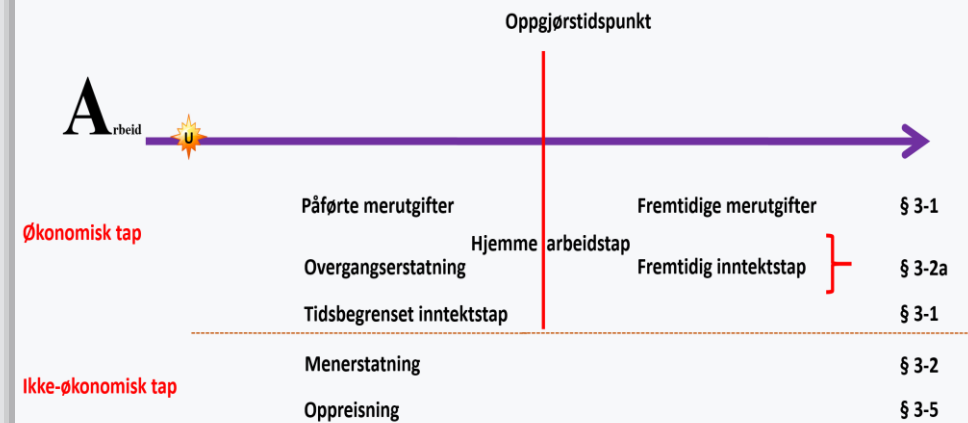 Oppgjørstidspunkt
Arbeid
U
Påførte merutgifter Fremtidige merutgifter § 3-1
Økonomisk tap
Hjemme arbeidstap
Overgangserstatning Fremtidig inntektstap § 3-2a
Tidsbegrenset inntektstap § 3-1
Menerstatning § 3-2
Ikke-økonomisk tap
Oppreisning § 3-5